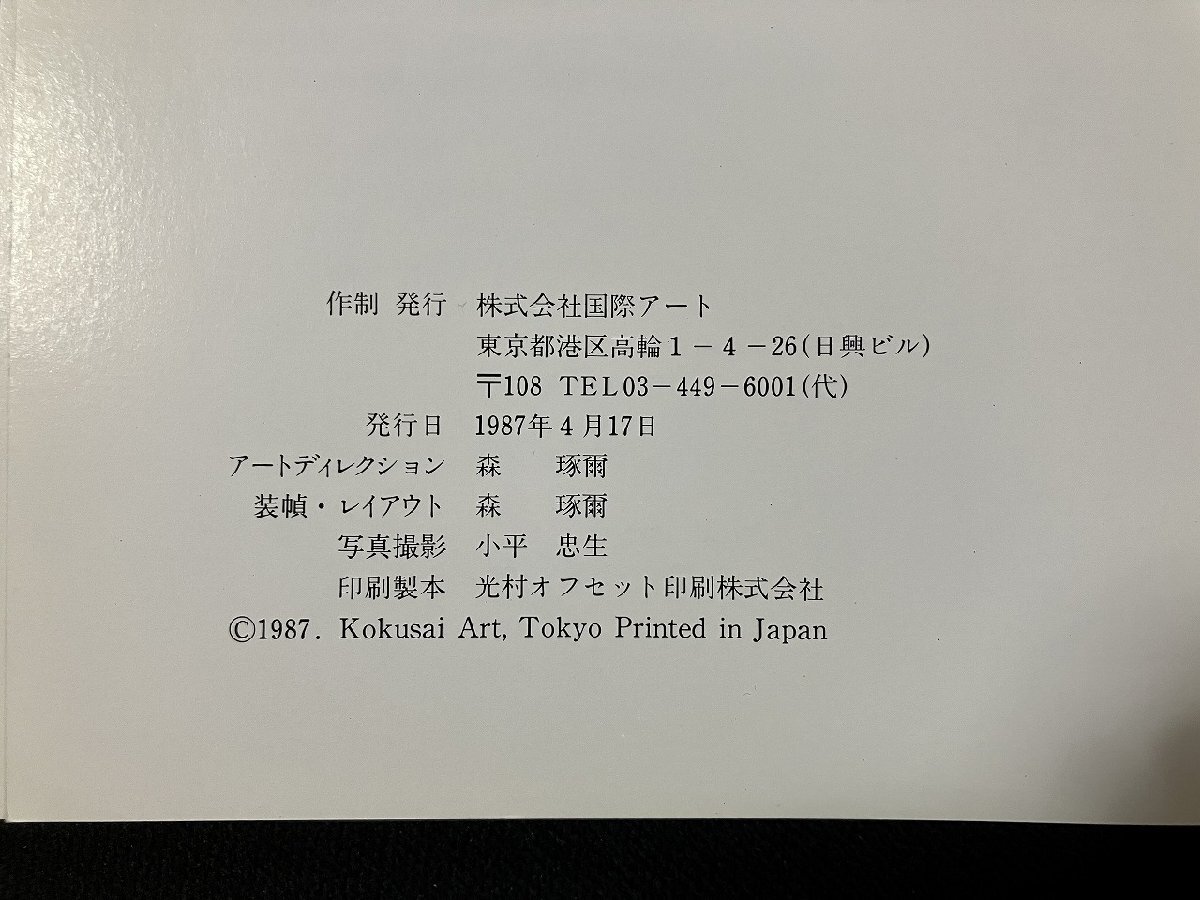 作制 発行 株式会社国際アート
東京都港区高輪1-4-26(日興ビル)
〒108 TEL03-449-6001(代)
発行日 1987年4月17日
アートディレクション 森 琢爾
装幀・レイアウト 森 琢爾
写真撮影 小平 忠生
印刷製本 光村オフセット印刷株式会社
©1987. Kokusai Art, Tokyo Printed in Japan